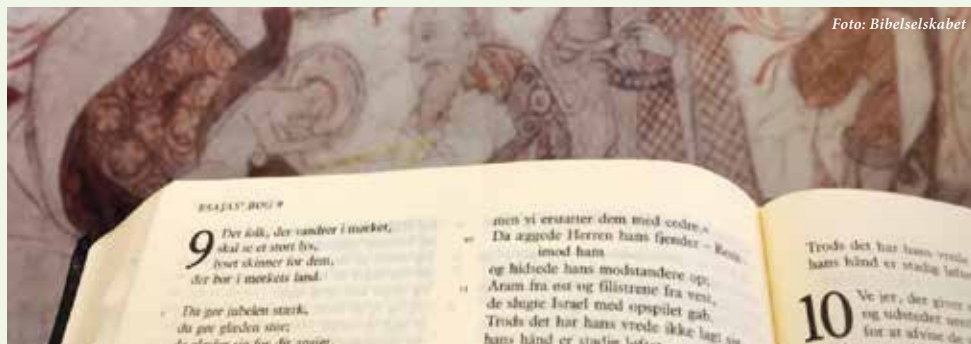 Foto: Bibelselskabet
ESAJAS' BOG 9
9 Det folk, der vandrer i mørket,
skal se et stort lys,
lyset skinner for dem,
der bor i mørkets land.
Du gør jubelen stærk,
du gør glæden stor;
men vi erstatter dem med cedre.«
Da æggede Herren hans fjender –
imod ham
og hidsede hans modstandere op;
Aram fra øst og filistrene fra vest,
de slugte Israel med opspilet gab.
Trods det har hans vrede ikke lagt sig
hans hånd er stadig
Trods det har hans vrede
hans hånd er stadig
10 Ve jer, der giver
og udsteder
for at afvise de